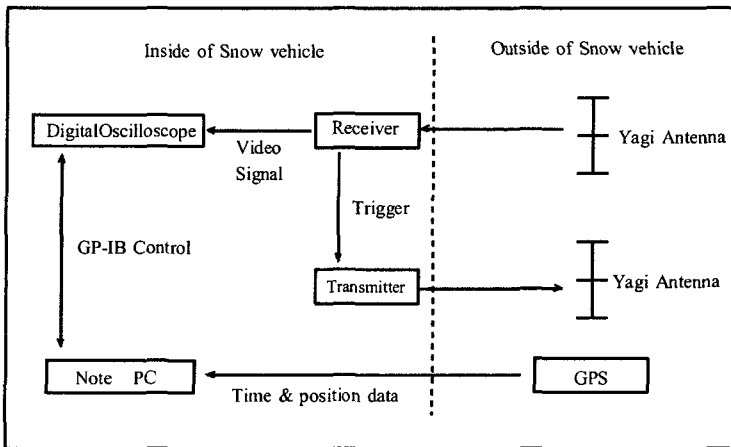 Inside of Snow vehicle
Outside of Snow vehicle
DigitalOscilloscope
Receiver
Yagi Antenna
Video
Signal
Trigger
GP-IB Control
Transmitter
Yagi Antenna
Note PC
Time & position data
GPS